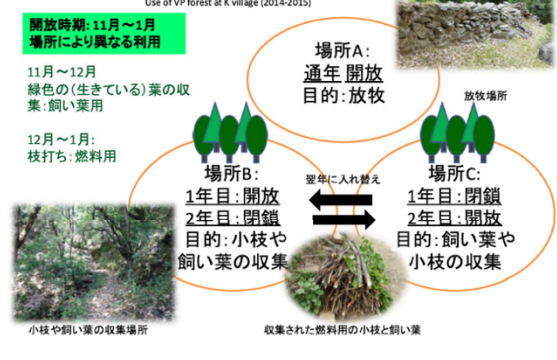 Use of VP forest at K village (2014-2015)
開放時期：11月～1月
場所により異なる利用
11月～12月
緑色の（生きている）葉の収
集：飼い葉用
12月～1月：
枝打ち：燃料用
場所A：
通年 開放
目的：放牧
放牧場所
場所B：
1年目：開放
2年目：閉鎖
目的：小枝や
飼い葉の収集
翌年に入れ替え
場所C：
1年目：閉鎖
2年目：開放
目的：飼い葉や
小枝の収集
小枝や飼い葉の収集場所
収集された燃料用の小枝と飼い葉